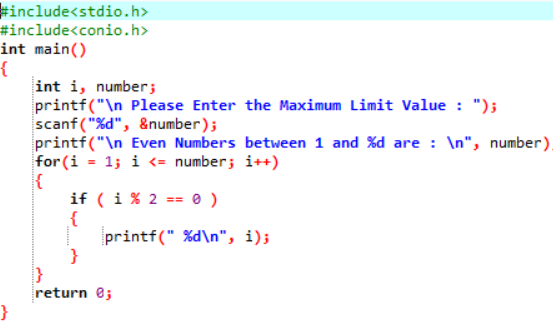 #include<stdio.h>
#include<conio.h>
int main()
{
int i, number;
printf("\n Please Enter the Maximum Limit Value : ");
scanf("%d", &number);
printf("\n Even Numbers between 1 and %d are : \n", number)
for(i = 1; i <= number; i++)
{
if ( i % 2 == 0 )
{
printf(" %d\n", i);
}
}
return 0;
}